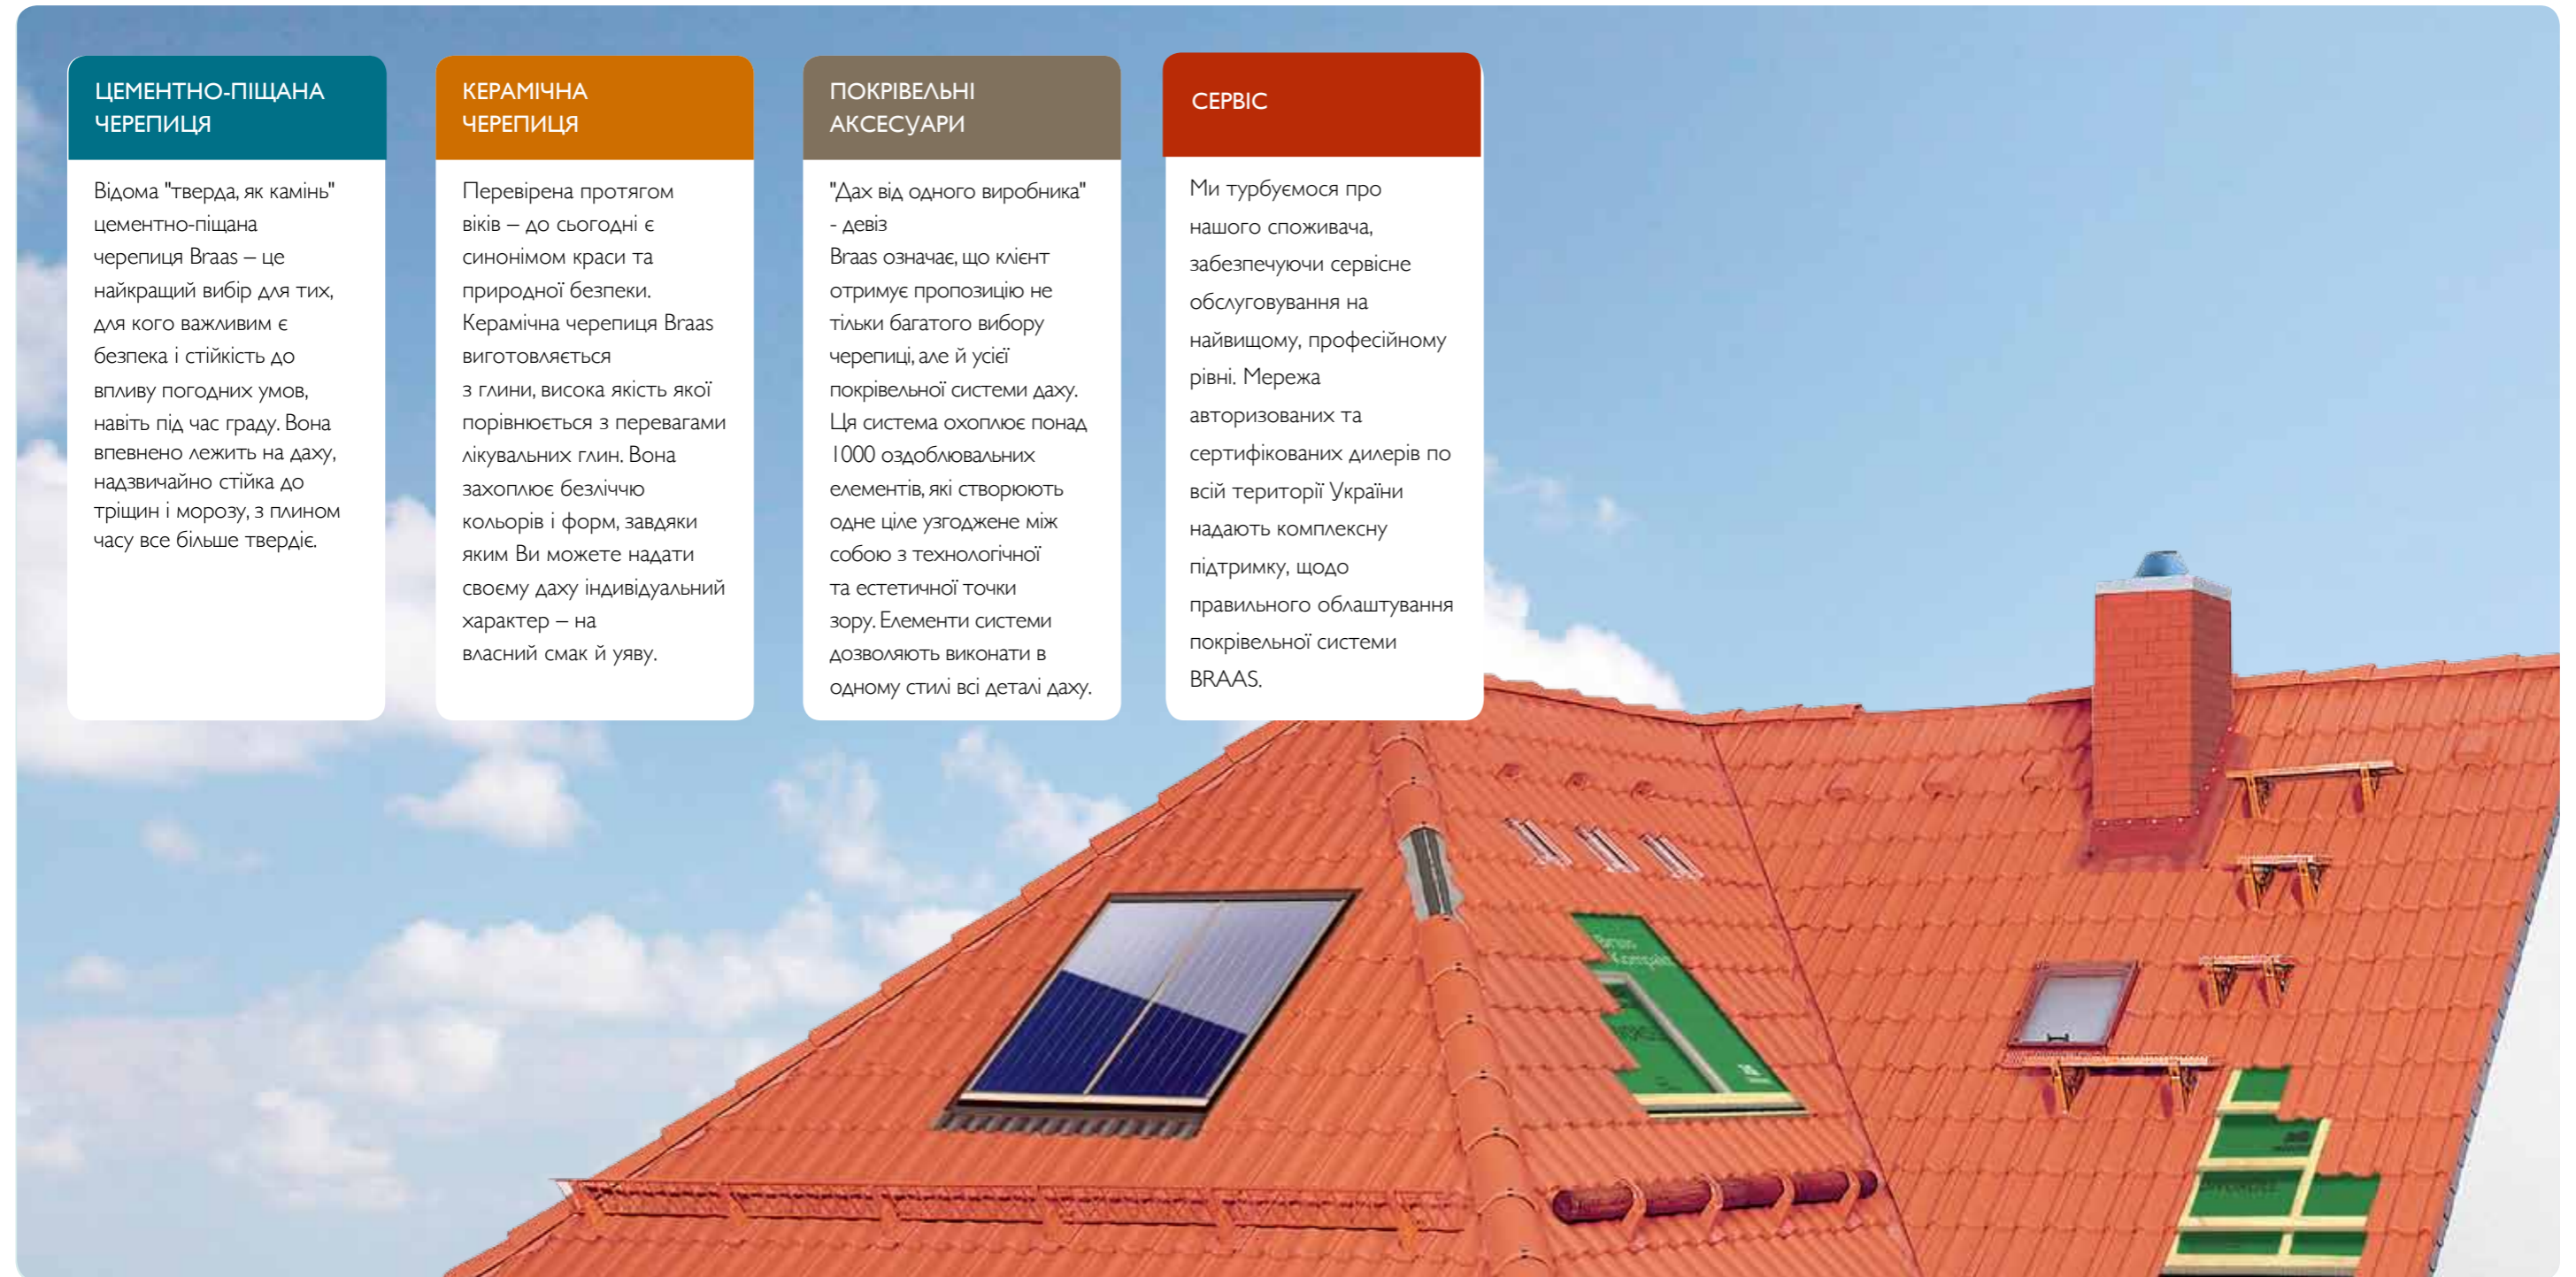 ЦЕМЕНТНО-ПІЩАНА
ЧЕРЕПИЦЯ
Відома "тверда, як камінь"
цементно-піщана
черепиця Braas – це
найкращий вибір для тих,
для кого важливим є
безпека і стійкість до
впливу погодних умов,
навіть під час граду. Вона
впевнено лежить на даху,
надзвичайно стійка до
тріщин і морозу, з плином
часу все більше твердіє.
КЕРАМІЧНА
ЧЕРЕПИЦЯ
Перевірена протягом
віків – до сьогодні є
синонімом краси та
природної безпеки.
Керамічна черепиця Braas
виготовляється
з глини, висока якість якої
порівнюється з перевагами
лікувальних глин. Вона
захоплює безліччю
кольорів і форм, завдяки
яким Ви можете надати
своєму даху індивідуальний
характер – на
власний смак й уяву.
ПОКРІВЕЛЬНІ
АКСЕСУАРИ
"Дах від одного виробника"
- девіз
Braas означає, що клієнт
отримує пропозицію не
тільки багатого вибору
черепиці, але й усієї
покрівельної системи даху.
Ця система охоплює понад
1000 оздоблювальних
елементів, які створюють
одне ціле узгоджене між
собою з технологічної
та естетичної точки
зору. Елементи системи
дозволяють виконати в
одному стилі всі деталі даху.
СЕРВІС
Ми турбуємося про
нашого споживача,
забезпечуючи сервісне
обслуговування на
найвищому, професійному
рівні. Мережа
авторизованих та
сертифікованих дилерів по
всій території України
надають комплексну
підтримку, щодо
правильного облаштування
покрівельної системи
BRAAS.
Braas